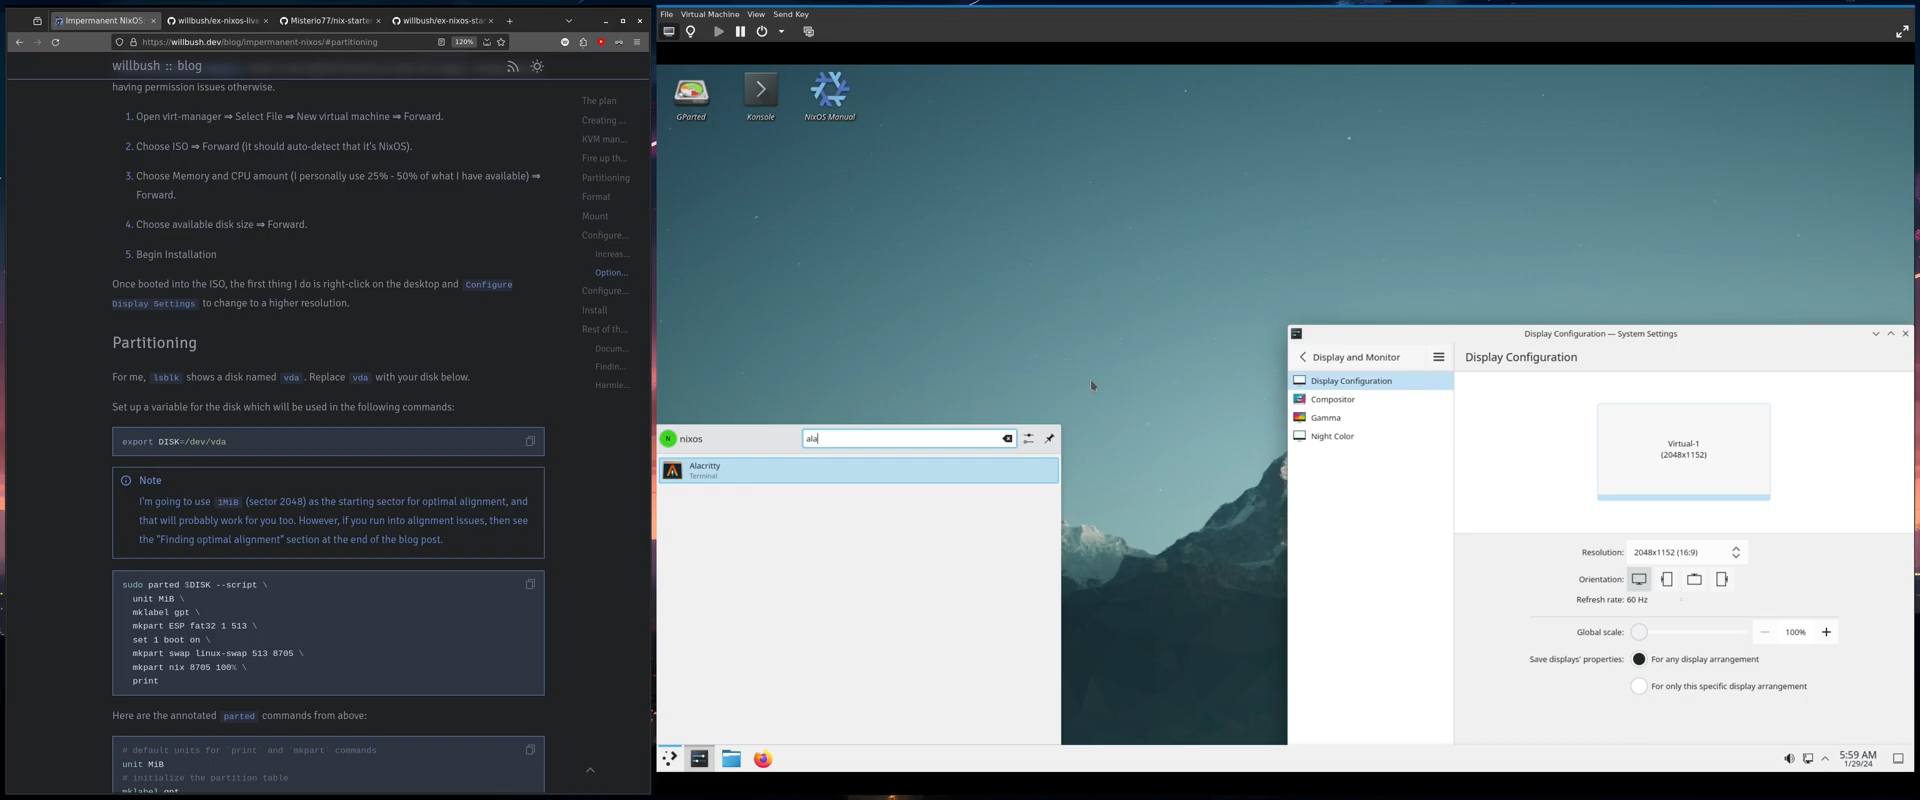 Impermanent NixOS:
willbush/ex-nixos-live
Misterio77/nix-starter
willbush/ex-nixos-star
https://willbush.dev/blog/impermanent-nixos/#partitioning
120%
willbush :: blog
having permission issues otherwise.
1. Open virt-manager ⇒ Select File ⇒ New virtual machine ⇒ Forward.
2. Choose ISO ⇒ Forward (it should auto-detect that it's NixOS).
3. Choose Memory and CPU amount (I personally use 25% - 50% of what I have available) ⇒
Forward.
4. Choose available disk size ⇒ Forward.
5. Begin Installation
Once booted into the ISO, the first thing I do is right-click on the desktop and Configure
Display Settings to change to a higher resolution.
Partitioning
For me, lsblk shows a disk named vda. Replace vda with your disk below.
Set up a variable for the disk which will be used in the following commands:
export DISK=/dev/vda
Note
I'm going to use 1MiB (sector 2048) as the starting sector for optimal alignment, and
that will probably work for you too. However, if you run into alignment issues, then see
the "Finding optimal alignment" section at the end of the blog post.
sudo parted $DISK --script \
unit MiB \
mklabel gpt \
mkpart ESP fat32 1 513 \
set 1 boot on \
mkpart swap linux-swap 513 8705 \
mkpart nix 8705 100% \
print
Here are the annotated parted commands from above:
# default units for `print` and `mkpart` commands
unit MiB
# initialize the partition table
mklabel gpt
The plan
Creating ...
KVM man...
Fire up th...
Partitioning
Format
Mount
Configure...
Increas...
Option...
Configure...
Install
Rest of th...
Docum...
Findin...
Harmle...
File Virtual Machine View Send Key
GParted
Konsole
NixOS Manual
N nixos
ala
Alacritty
Terminal
Display Configuration — System Settings
Display and Monitor
Display Configuration
Display Configuration
Compositor
Gamma
Night Color
Virtual-1
(2048x1152)
Resolution: 2048x1152 (16:9)
Orientation:
Refresh rate: 60 Hz
Global scale: 100%
Save displays' properties: For any display arrangement
For only this specific display arrangement
5:59 AM
1/29/24